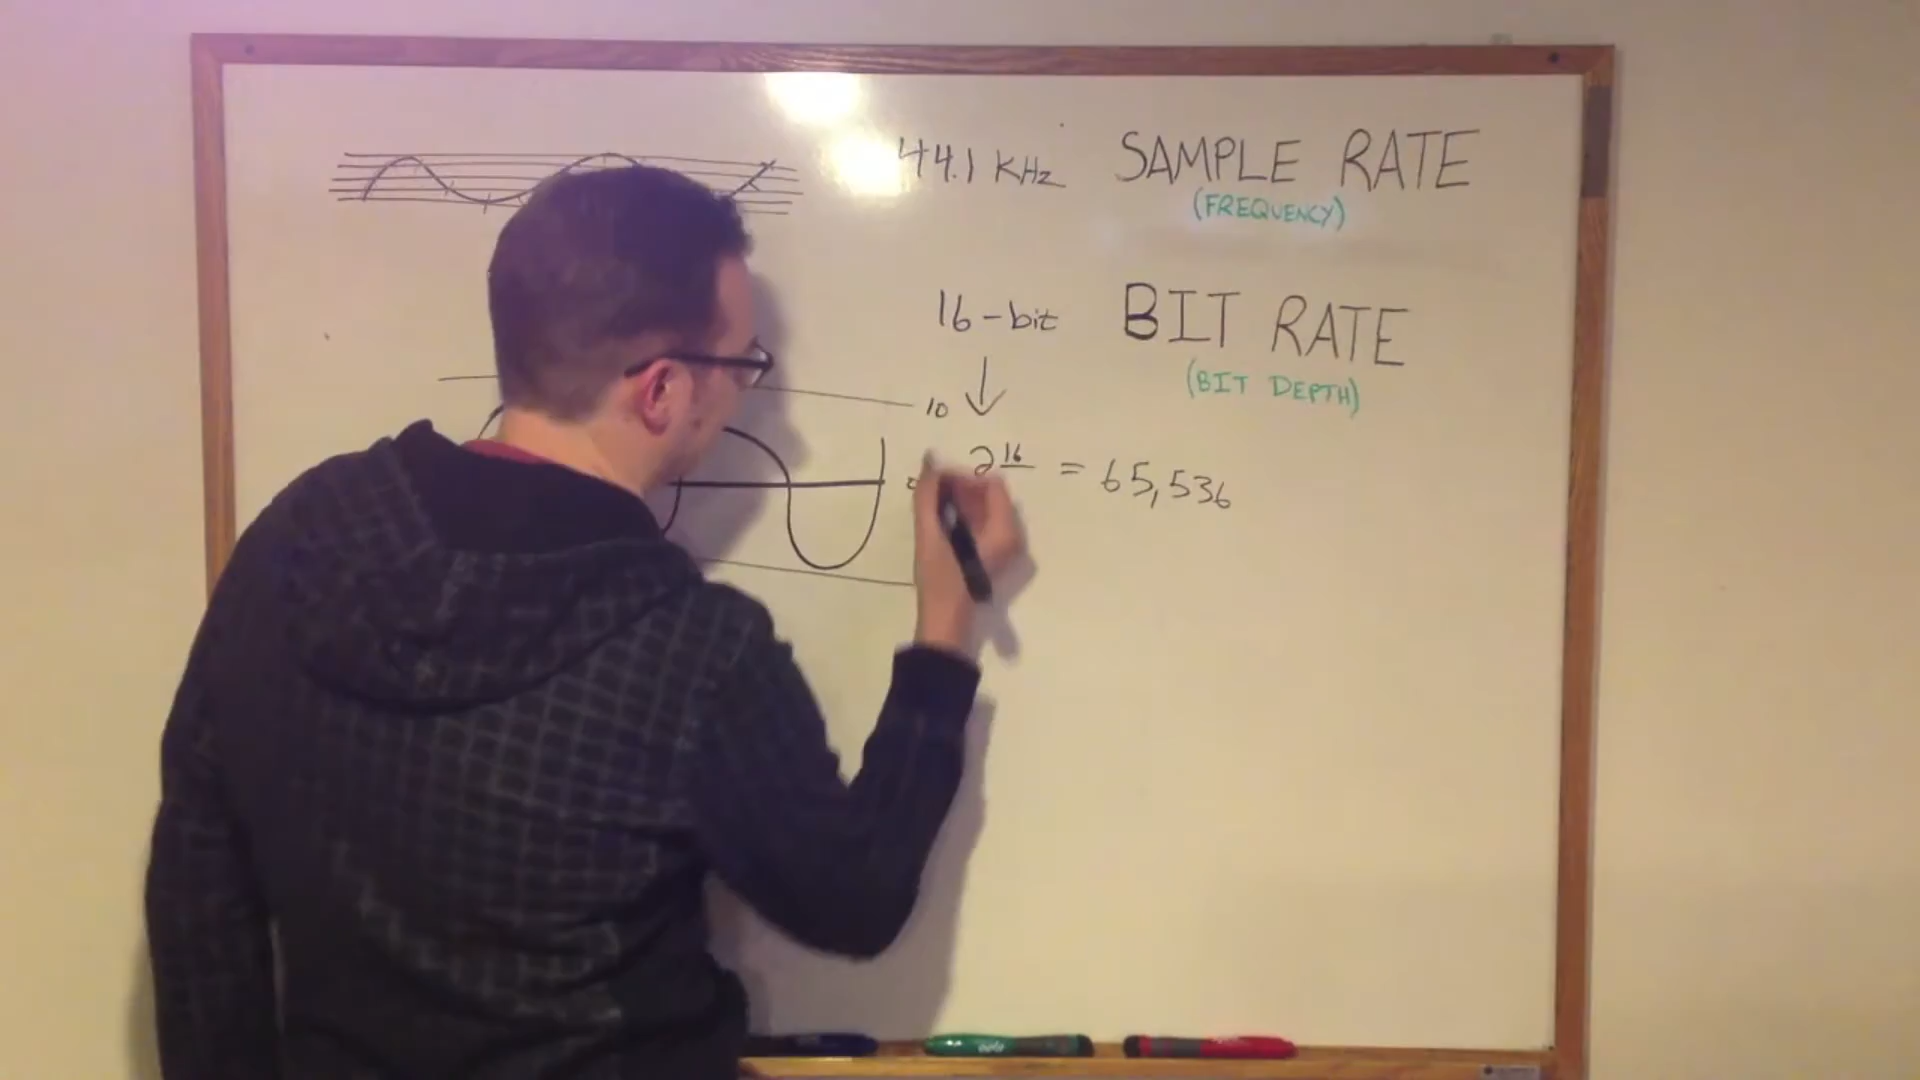 44.1 KHz SAMPLE RATE
(FREQUENCY)
16-bit BIT RATE
(BIT DEPTH)
10
2 16 = 65,536